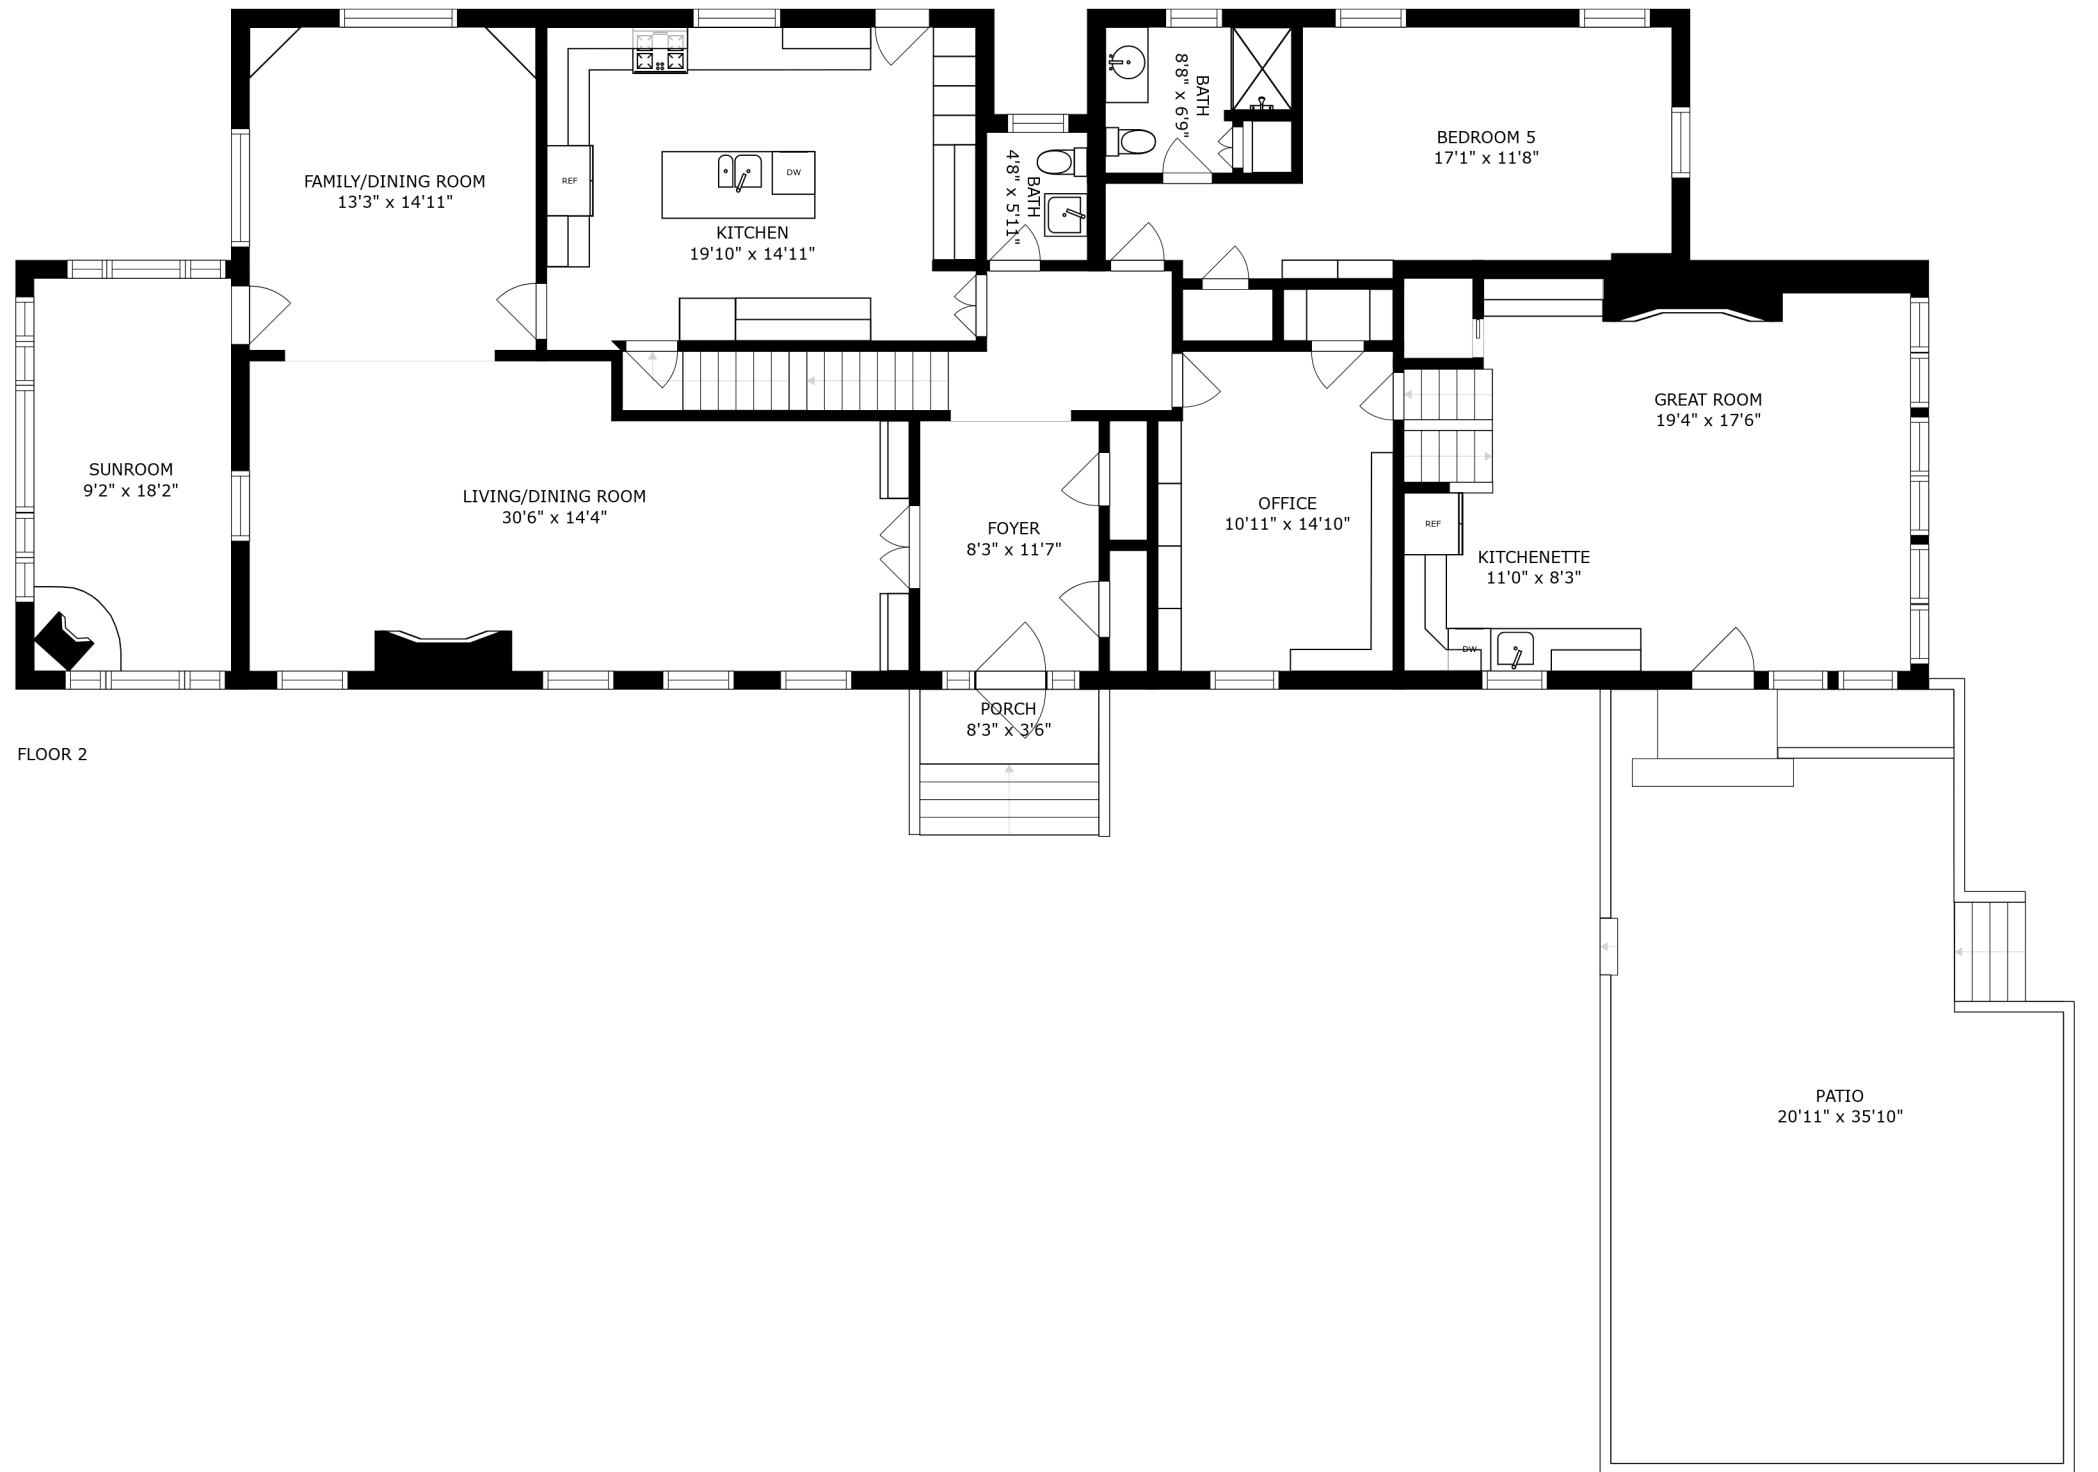 FAMILY/DINING ROOM
13'3" x 14'11"
REF
DW
KITCHEN
19'10" x 14'11"
BATH
4'8" x 5'11"
BATH
8'8" x 6'9"
BEDROOM 5
17'1" x 11'8"
SUNROOM
9'2" x 18'2"
LIVING/DINING ROOM
30'6" x 14'4"
FOYER
8'3" x 11'7"
OFFICE
10'11" x 14'10"
GREAT ROOM
19'4" x 17'6"
REF
KITCHENETTE
11'0" x 8'3"
DW
PORCH
8'3" x 3'6"
FLOOR 2
PATIO
20'11" x 35'10"